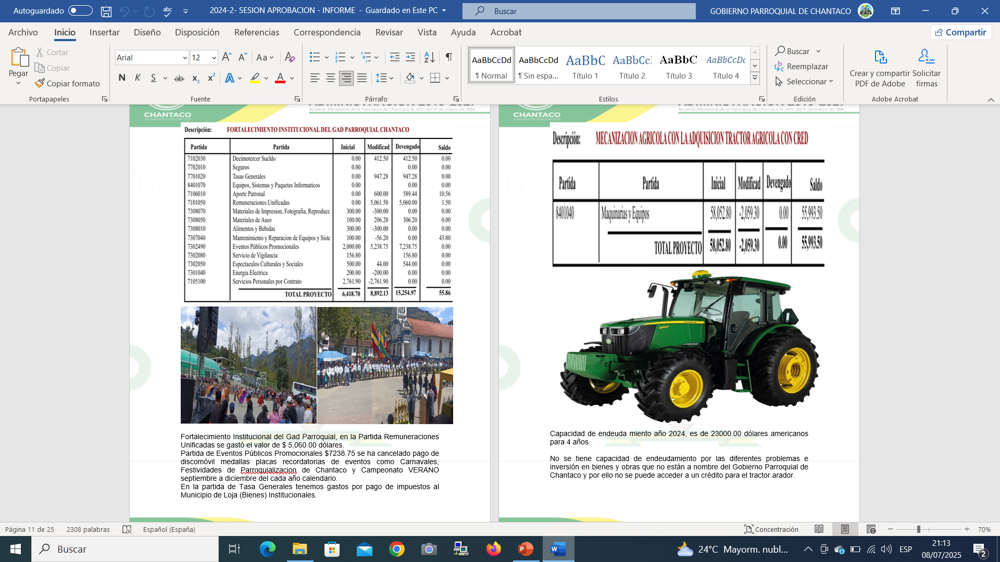 Autoguardado
2024-2- SESION APROBACION - INFORME - Guardado en Este PC
Buscar
GOBIERNO PARROQUIAL DE CHANTACO
Archivo Inicio Insertar Diseño Disposición Referencias Correspondencia Revisar Vista Ayuda Acrobat
Compartir
Pegar
Cortar
Copiar
Copiar formato
Portapapeles
Arial 12
Fuente
Párrafo
AaBbCcDd AaBbCcDd AaBbC AaBbCcI AaBbC AaBbCcDc
¶ Normal ¶ Sin espa... Título 1 Título 2 Título 3 Título 4
Estilos
Buscar
Reemplazar
Seleccionar
Edición
Crear y compartir PDF de Adobe
Solicitar firmas
Adobe Acrobat
CHANTACO
ADMINISTRACIÓN 2019-2027
Acuerdo Ministerial de la Parroquia de Chantaco N. 400, del 21 de marzo de 1986.
Descripción: FORTALECIMIENTO INSTITUCIONAL DEL GAD PARROQUIAL CHANTACO
Partida Partida Inicial Modificad Devengado Saldo
7102030 Decimotercer Sueldo 0.00 412.50 412.50 0.00
7702010 Seguros 0.00 0.00 0.00
7701020 Tasas Generales 0.00 947.28 947.28 0.00
8401070 Equipos, Sistemas y Paquetes Informaticos 0.00 0.00 0.00
7106010 Aporte Patronal 0.00 600.00 589.44 10.56
7101050 Remuneraciones Unificadas 0.00 5,061.50 5,060.00 1.50
7308070 Materiales de Impresion, Fotografia, Reproducc 300.00 -300.00 0.00 0.00
7308050 Materiales de Aseo 100.00 206.20 306.20 0.00
7308010 Alimentos y Bebidas 300.00 -300.00 0.00 0.00
7307040 Mantenimiento y Reparacion de Equipos y Siste 100.00 -56.20 0.00 43.80
7302490 Eventos Públicos Promocionales 2,000.00 5,238.75 7,238.75 0.00
7302080 Servicio de Vigilancia 156.80 156.80 0.00
7302050 Espectaculos Culturales y Sociales 500.00 44.00 544.00 0.00
7301040 Energia Electrica 200.00 -200.00 0.00 0.00
7105100 Servicios Personales por Contrato 2,761.90 -2,761.90 0.00 0.00
TOTAL PROYECTO 6,418.70 8,892.13 15,254.97 55.86
Fortalecimiento Institucional del Gad Parroquial, en la Partida Remuneraciones
Unificadas se gastó el valor de $ 5,060.00 dólares.
Partida de Eventos Públicos Promocionales $7238.75 se ha cancelado pago de
discomóvil medallas placas recordatorias de eventos como Carnavales,
Festividades de Parroquializacion de Chantaco y Campeonato VERANO
septiembre a diciembre del cada año calendario.
En la partida de Tasa Generales tenemos gastos por pago de impuestos al
Municipio de Loja (Bienes) Institucionales.
CHANTACO
ADMINISTRACIÓN 2019-2027
Acuerdo Ministerial de la Parroquia de Chantaco N. 400, del 21 de marzo de 1986.
Descripción: MECANIZACION AGRICOLA CON LA ADQUISICION TRACTOR AGRICOLA CON CRED
Partida Partida Inicial Modificad Devengado Saldo
8401040 Maquinarias y Equipos 58,052.80 -2,059.30 0.00 55,993.50
TOTAL PROYECTO 58,052.80 -2,059.30 0.00 55,993.50
Capacidad de endeuda miento año 2024, es de 23000.00 dólares americanos
para 4 años.
No se tiene capacidad de endeudamiento por las diferentes problemas e
inversión en bienes y obras que no están a nombre del Gobierno Parroquial de
Chantaco y por ello no se puede acceder a un crédito para el tractor arador.
Página 11 de 25 2308 palabras Español (España)
Concentración 70%
Buscar
24°C Mayorm. nubl...
ESP
21:13
08/07/2025
2